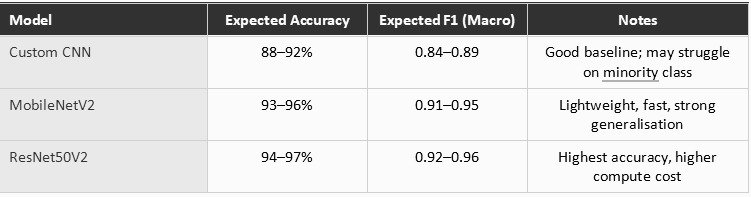 Model Expected Accuracy Expected F1 (Macro) Notes
Custom CNN 88–92% 0.84–0.89 Good baseline; may struggle
on minority class
MobileNetV2 93–96% 0.91–0.95 Lightweight, fast, strong
generalisation
ResNet50V2 94–97% 0.92–0.96 Highest accuracy, higher
compute cost